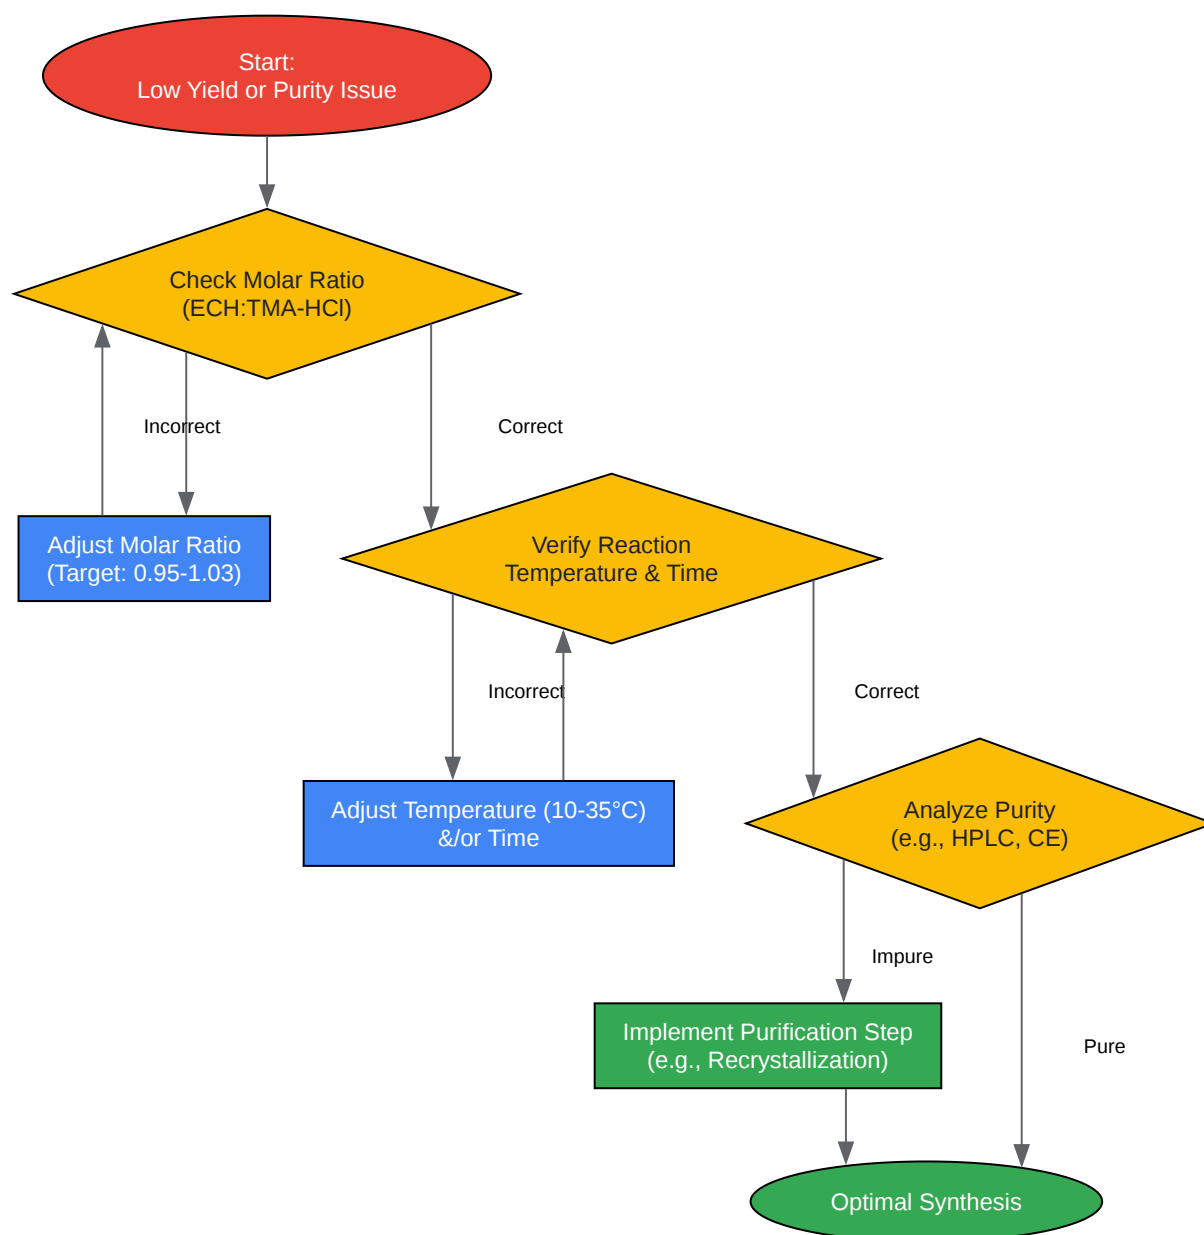 Start:
Low Yield or Purity Issue
Check Molar Ratio
(ECH:TMA-HCl)
Incorrect
Correct
Adjust Molar Ratio
(Target: 0.95-1.03)
Verify Reaction
Temperature & Time
Incorrect
Correct
Adjust Temperature (10-35°C)
&/or Time
Analyze Purity
(e.g., HPLC, CE)
Impure
Implement Purification Step
(e.g., Recrystallization)
Pure
Optimal Synthesis